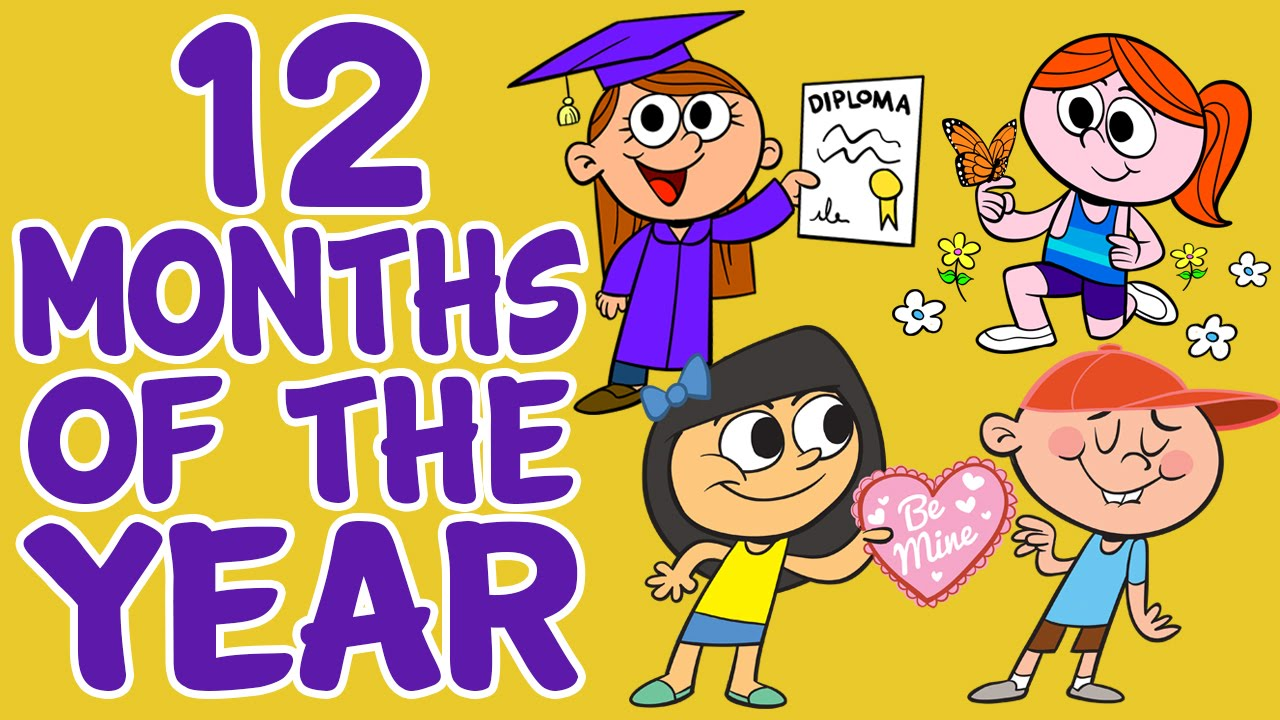 12
MONTHS
OF THE
YEAR
DIPLOMA
Be
Mine